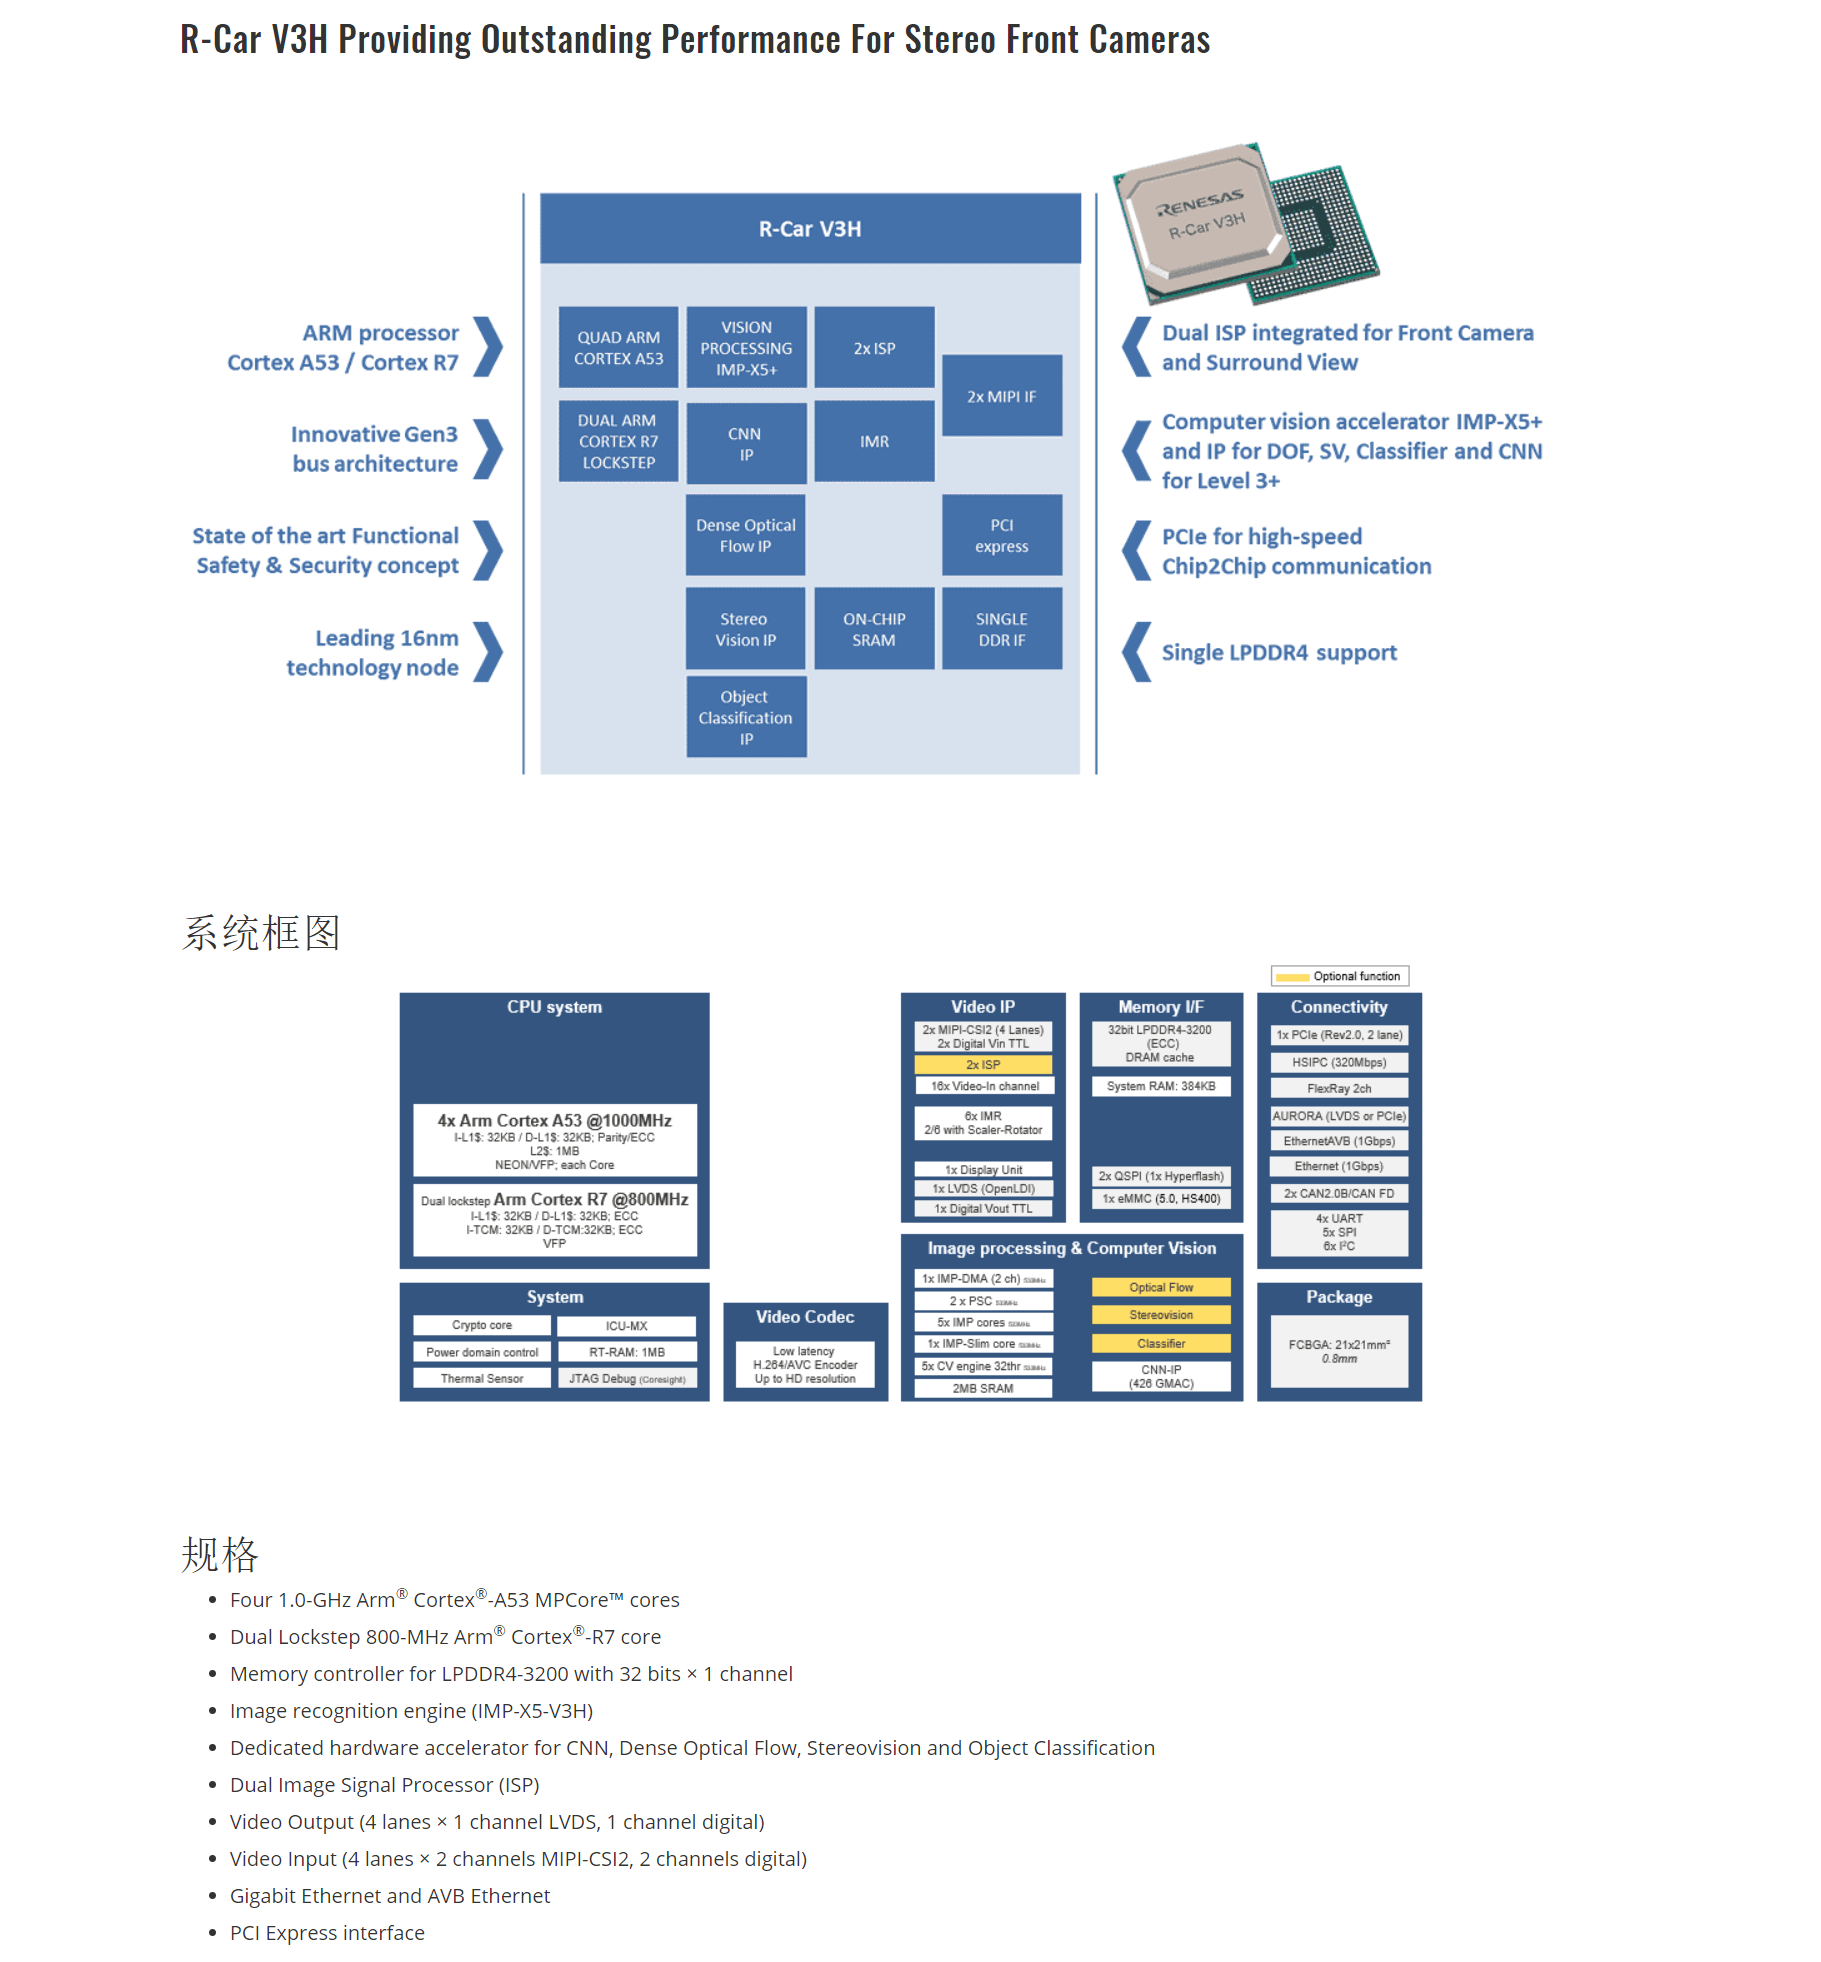 R-Car V3H Providing Outstanding Performance For Stereo Front Cameras
RENESAS
R-Car V3H
R-Car V3H
ARM processor
Cortex A53 / Cortex R7
Innovative Gen3
bus architecture
State of the art Functional
Safety & Security concept
Leading 16nm
technology node
QUAD ARM
CORTEX A53
VISION
PROCESSING
IMP-X5+
2x ISP
2x MIPI IF
DUAL ARM
CORTEX R7
LOCKSTEP
CNN
IP
IMR
Dense Optical
Flow IP
PCI
express
Stereo
Vision IP
ON-CHIP
SRAM
SINGLE
DDR IF
Object
Classification
IP
Dual ISP integrated for Front Camera
and Surround View
Computer vision accelerator IMP-X5+
and IP for DOF, SV, Classifier and CNN
for Level 3+
PCIe for high-speed
Chip2Chip communication
Single LPDDR4 support
系统框图
Optional function
CPU system
4x Arm Cortex A53 @1000MHz
I-L1$: 32KB / D-L1$: 32KB; Parity/ECC
L2$: 1MB
NEON/VFP; each Core
Dual lockstep Arm Cortex R7 @800MHz
I-L1$: 32KB / D-L1$: 32KB; ECC
I-TCM: 32KB / D-TCM:32KB; ECC
VFP
System
Crypto core
ICU-MX
Power domain control
RT-RAM: 1MB
Thermal Sensor
JTAG Debug (Coresight)
Video Codec
Low latency
H.264/AVC Encoder
Up to HD resolution
Video IP
2x MIPI-CSI2 (4 Lanes)
2x Digital Vin TTL
2x ISP
16x Video-In channel
6x IMR
2/6 with Scaler-Rotator
1x Display Unit
1x LVDS (OpenLDI)
1x Digital Vout TTL
Memory I/F
32bit LPDDR4-3200
(ECC)
DRAM cache
System RAM: 384KB
2x QSPI (1x Hyperflash)
1x eMMC (5.0, HS400)
Image processing & Computer Vision
1x IMP-DMA (2 ch)
2 x PSC
5x IMP cores
1x IMP-Slim core
5x CV engine 32thr
2MB SRAM
Optical Flow
Stereovision
Classifier
CNN-IP
(426 GMAC)
Connectivity
1x PCIe (Rev2.0, 2 lane)
HSIPC (320Mbps)
FlexRay 2ch
AURORA (LVDS or PCIe)
EthernetAVB (1Gbps)
Ethernet (1Gbps)
2x CAN2.0B/CAN FD
4x UART
5x SPI
6x I²C
Package
FCBGA: 21x21mm²
0.8mm
规格
• Four 1.0-GHz Arm® Cortex®-A53 MPCore™ cores
• Dual Lockstep 800-MHz Arm® Cortex®-R7 core
• Memory controller for LPDDR4-3200 with 32 bits × 1 channel
• Image recognition engine (IMP-X5-V3H)
• Dedicated hardware accelerator for CNN, Dense Optical Flow, Stereovision and Object Classification
• Dual Image Signal Processor (ISP)
• Video Output (4 lanes × 1 channel LVDS, 1 channel digital)
• Video Input (4 lanes × 2 channels MIPI-CSI2, 2 channels digital)
• Gigabit Ethernet and AVB Ethernet
• PCI Express interface